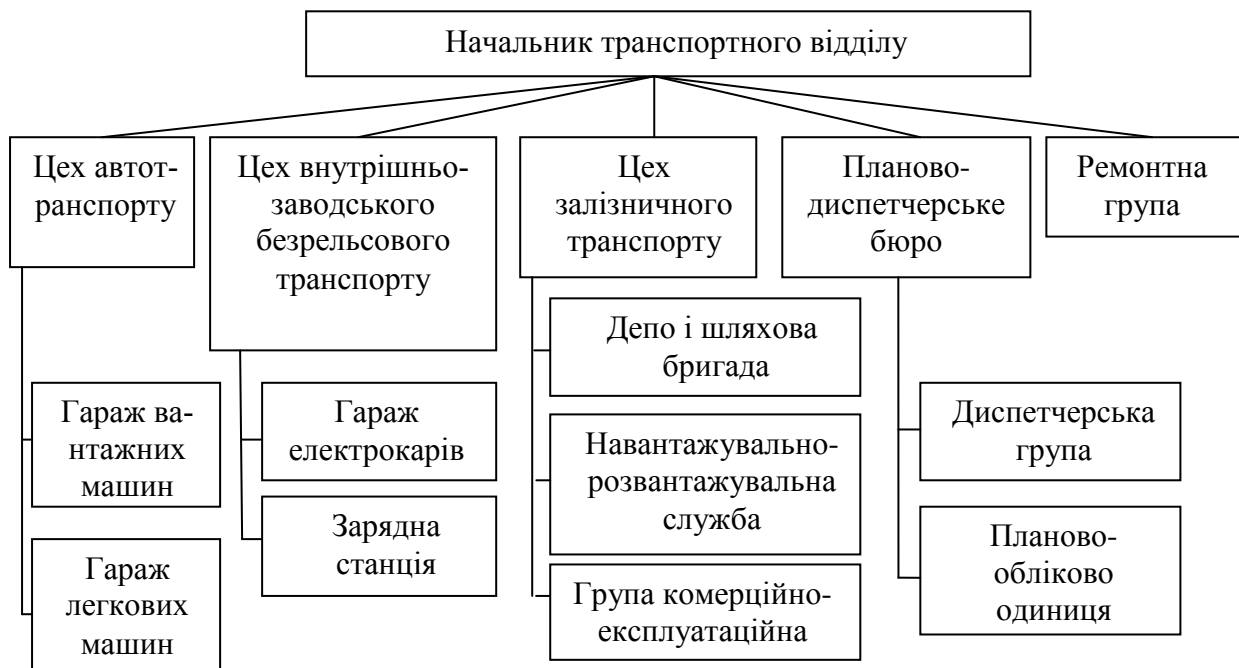 Начальник транспортного відділу
Цех автот-
ранспорту
Цех внутрішньо-
заводського
безрельсового
транспорту
Цех
залізничного
транспорту
Планово-
диспетчерське
бюро
Ремонтна
група
Гараж ва-
нтажних
машин
Гараж
легкових
машин
Гараж
електрокарів
Зарядна
станція
Депо і шляхова
бригада
Навантажувально-
розвантажувальна
служба
Група комерційно-
експлуатаційна
Диспетчерська
група
Планово-
обліково
одиниця